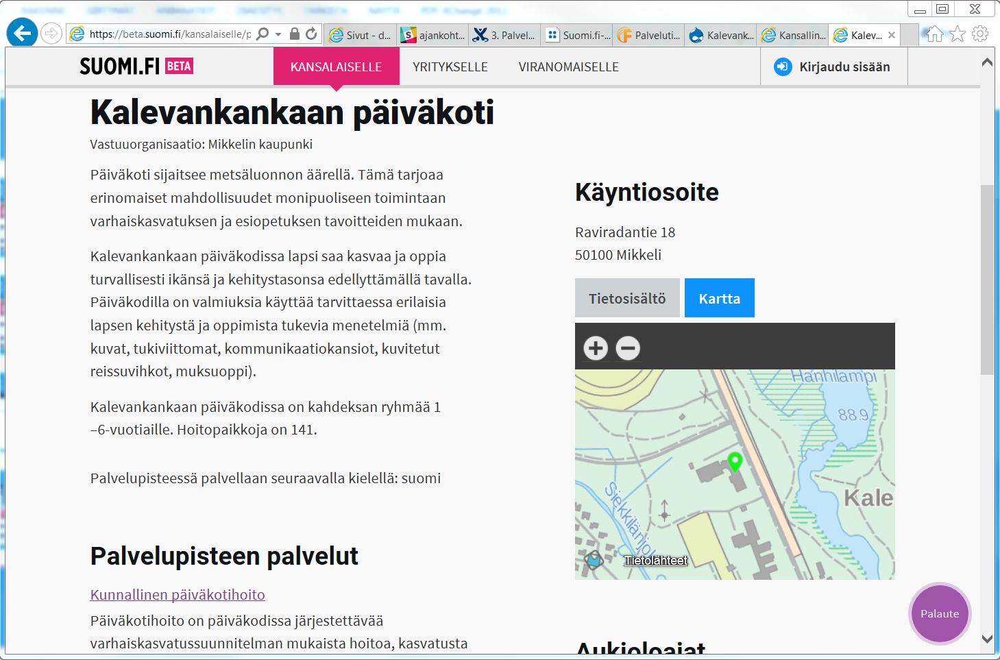 https://beta.suomi.fi/kansalaiselle/p
Sivut - d...
ajankoht...
3. Palvel...
Suomi.fi-...
Palveluti...
Kalevank...
Kansallin...
Kalev...
SUOMI.FI BETA
KANSALAISELLE
YRITYKSELLE
VIRANOMAISELLE
Kirjaudu sisään
Kalevankankaan päiväkoti
Vastuuorganisaatio: Mikkelin kaupunki
Päiväkoti sijaitsee metsäluonnon äärellä. Tämä tarjoaa
erinomaiset mahdollisuudet monipuoliseen toimintaan
varhaiskasvatuksen ja esiopetuksen tavoitteiden mukaan.
Kalevankankaan päiväkodissa lapsi saa kasvaa ja oppia
turvallisesti ikänsä ja kehitystasonsa edellyttämällä tavalla.
Päiväkodilla on valmiuksia käyttää tarvittaessa erilaisia
lapsen kehitystä ja oppimista tukevia menetelmiä (mm.
kuvat, tukiviittomat, kommunikaatiokansiot, kuvitetut
reissuvihkot, muksuoppi).
Kalevankankaan päiväkodissa on kahdeksan ryhmää 1
–6-vuotiaille. Hoitopaikkoja on 141.
Palvelupisteessä palvellaan seuraavalla kielellä: suomi
Palvelupisteen palvelut
Kunnallinen päiväkotihoito
Päiväkotihoito on päiväkodissa järjestettävää
varhaiskasvatussuunnitelman mukaista hoitoa, kasvatusta
Käyntiosoite
Raviradantie 18
50100 Mikkeli
Tietosisältö
Kartta
Hanhilampi
88.9
Kale
Siekkilänjok
Tietolähteet
Aukioloajat
Palaute